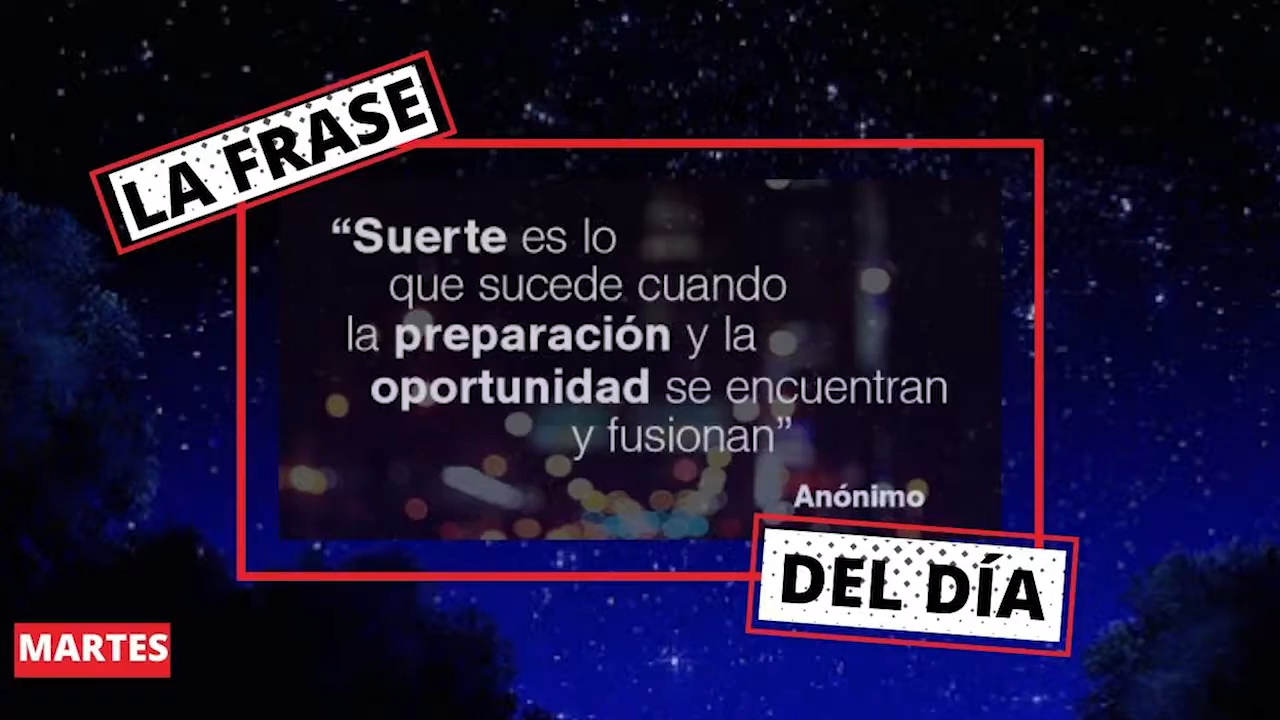 LA FRASE
“Suerte es lo
que sucede cuando
la preparación y la
oportunidad se encuentran
y fusionan”
Anónimo
DEL DÍA
MARTES